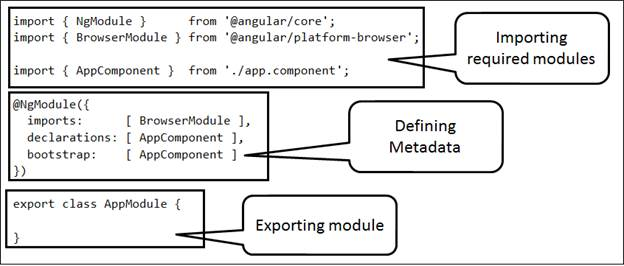 import { NgModule }      from '@angular/core';
import { BrowserModule } from '@angular/platform-browser';
import { AppComponent }  from './app.component';
Importing
required modules
@NgModule({
  imports:      [ BrowserModule ],
  declarations: [ AppComponent ],
  bootstrap:    [ AppComponent ]
})
Defining
Metadata
export class AppModule {
}
Exporting module